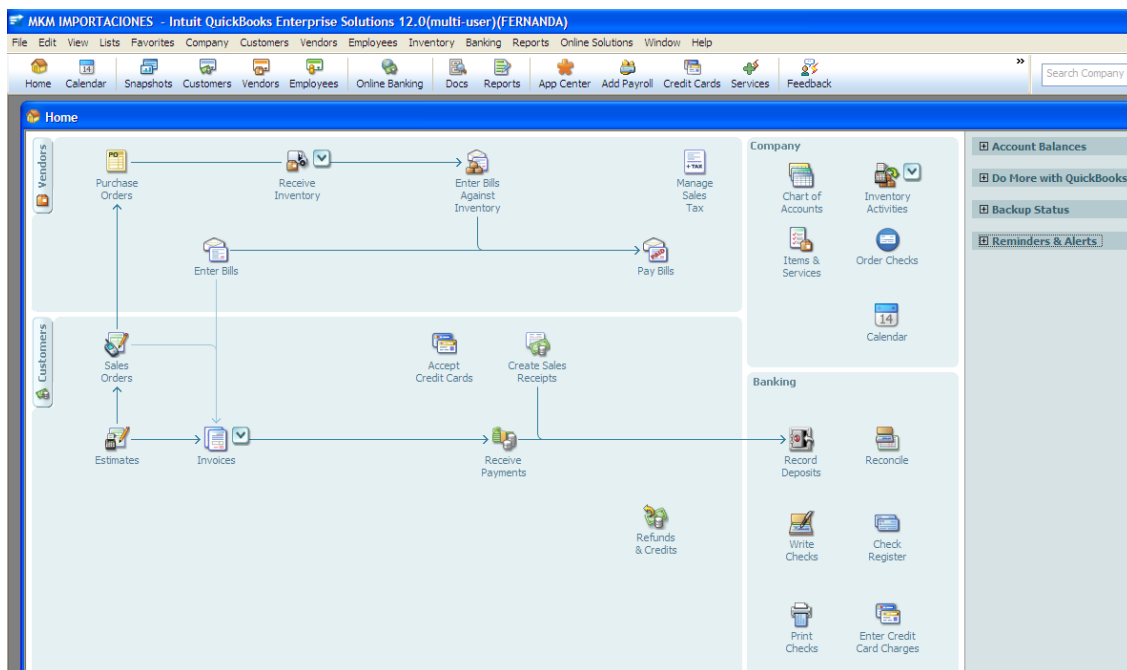 MKM IMPORTACIONES - Intuit QuickBooks Enterprise Solutions 12.0(multi-user)(FERNANDA)
File Edit View Lists Favorites Company Customers Vendors Employees Inventory Banking Reports Online Solutions Window Help
Home Calendar Snapshots Customers Vendors Employees Online Banking Docs Reports App Center Add Payroll Credit Cards Services Feedback » Search Company
Home
Vendors
Purchase
Orders
Receive
Inventory
Enter Bills
Against
Inventory
Manage
Sales
Tax
Enter Bills
Pay Bills
Customers
Sales
Orders
Accept
Credit Cards
Create Sales
Receipts
Estimates
Invoices
Receive
Payments
Refunds
& Credits
Company
Chart of
Accounts
Inventory
Activities
Items &
Services
Order Checks
14
Calendar
Banking
Record
Deposits
Reconcile
Write
Checks
Check
Register
Print
Checks
Enter Credit
Card Charges
Account Balances
Do More with QuickBooks
Backup Status
Reminders & Alerts